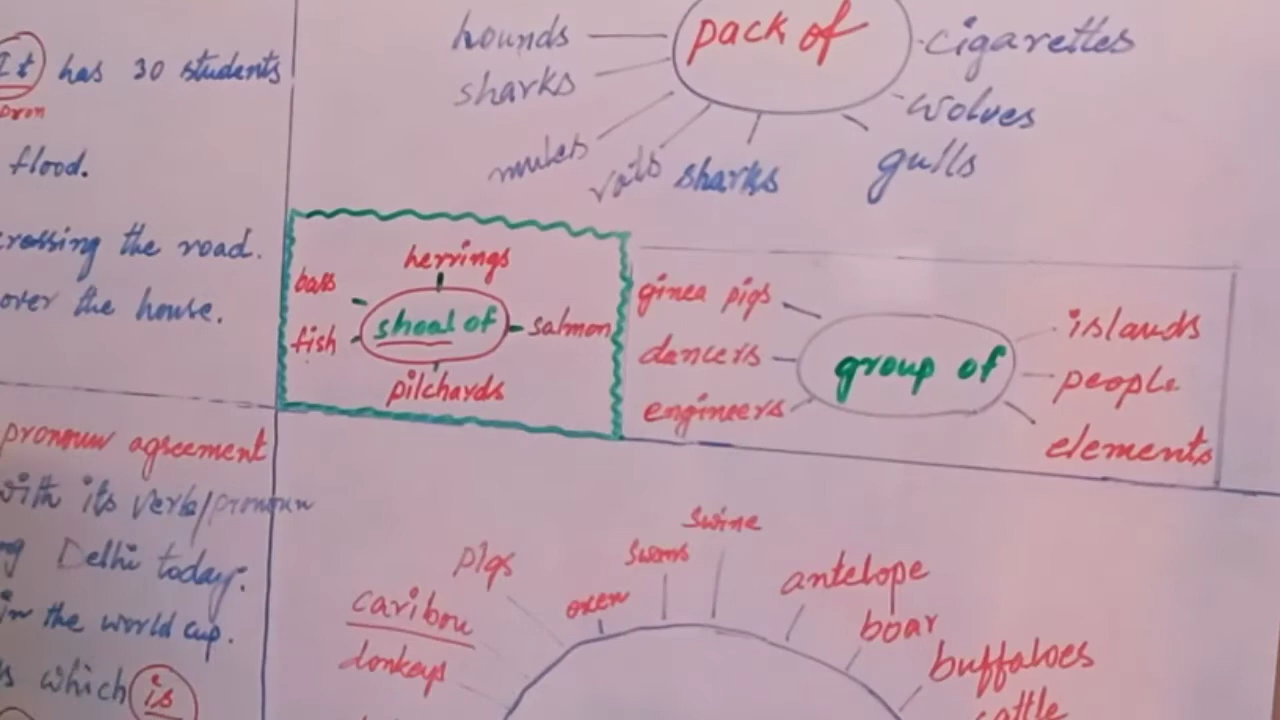 It has 30 students
pron
flood.
crossing the road.
over the house.
pronoun agreement
with its verb/pronoun
Delhi today.
in the world cup.
which is
pack of
hounds
sharks
mules
sharks
gulls
wolves
cigarettes
shoal of
herrings
bass
fish
pilchards
salmon
group of
ginea pigs
dancers
engineers
islands
people
elements
swine
swans
oxen
pigs
caribou
donkeys
antelope
boar
buffaloes
cattle